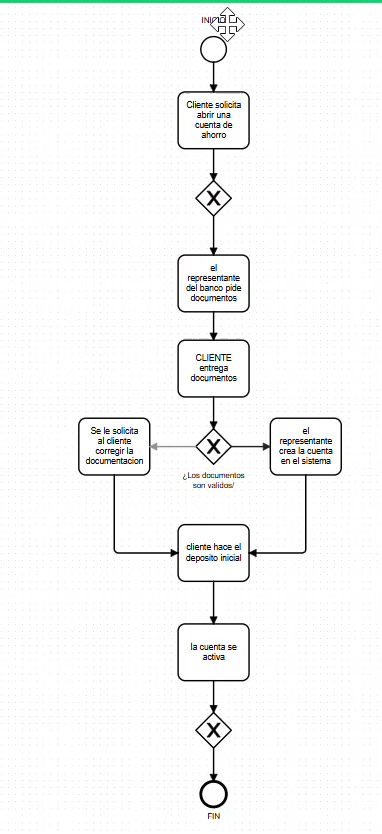 INICIO
Cliente solicita
abrir una
cuenta de
ahorro
X
el
representante
del banco pide
documentos
CLIENTE
entrega
documentos
Se le solicita
al cliente
corregir la
documentacion
X
el
representante
crea la cuenta
en el sistema
¿Los documentos
son validos/
cliente hace el
deposito inicial
la cuenta se
activa
X
FIN